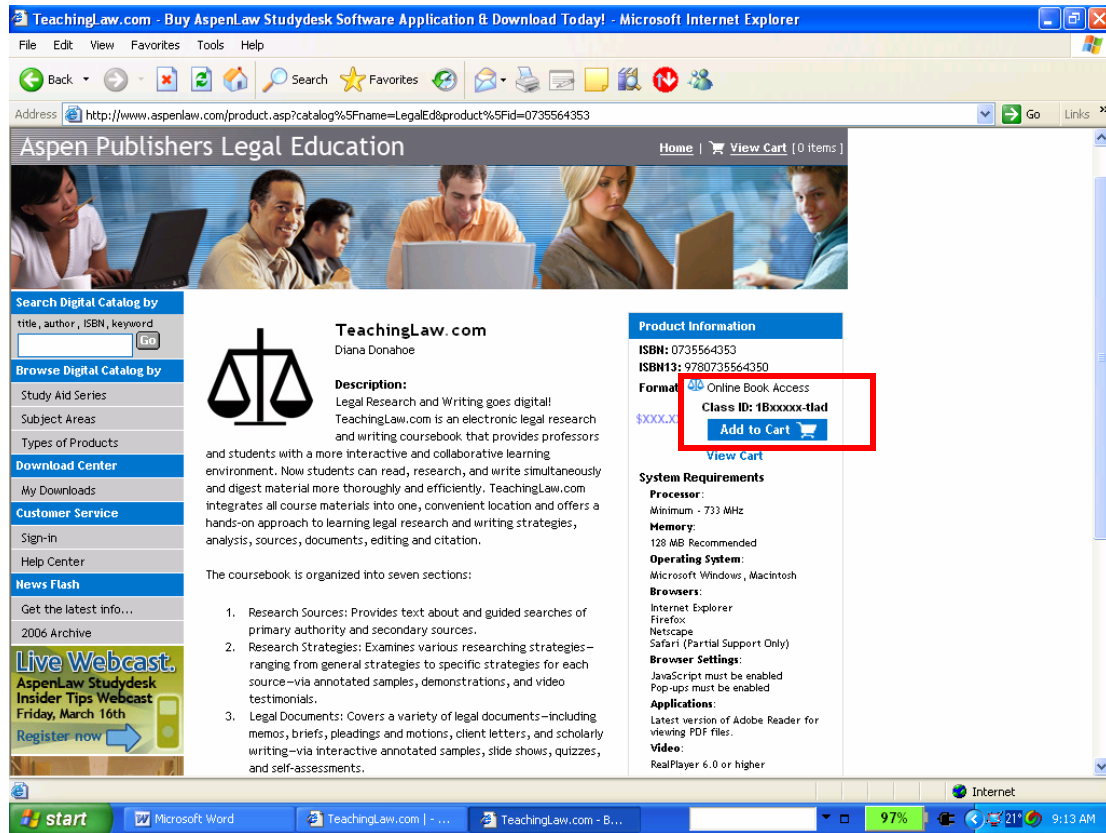 TeachingLaw.com - Buy AspenLaw Studydesk Software Application & Download Today! - Microsoft Internet Explorer
File Edit View Favorites Tools Help
Back Search Favorites
Address http://www.aspenlaw.com/product.asp?catalog%5Fname=LegalEd&product%5Fid=0735564353 Go Links »
Aspen Publishers Legal Education Home | View Cart [0 items]
Search Digital Catalog by
title, author, ISBN, keyword
Go
Browse Digital Catalog by
Study Aid Series
Subject Areas
Types of Products
Download Center
My Downloads
Customer Service
Sign-in
Help Center
News Flash
Get the latest info...
2006 Archive
Live Webcast.
AspenLaw Studydesk
Insider Tips Webcast
Friday, March 16th
Register now
TeachingLaw.com
Diana Donahoe
Description:
Legal Research and Writing goes digital!
TeachingLaw.com is an electronic legal research
and writing coursebook that provides professors
and students with a more interactive and collaborative learning
environment. Now students can read, research, and write simultaneously
and digest material more thoroughly and efficiently. TeachingLaw.com
integrates all course materials into one, convenient location and offers a
hands-on approach to learning legal research and writing strategies,
analysis, sources, documents, editing and citation.
The coursebook is organized into seven sections:
1. Research Sources: Provides text about and guided searches of
primary authority and secondary sources.
2. Research Strategies: Examines various researching strategies—
ranging from general strategies to specific strategies for each
source—via annotated samples, demonstrations, and video
testimonials.
3. Legal Documents: Covers a variety of legal documents—including
memos, briefs, pleadings and motions, client letters, and scholarly
writing—via interactive annotated samples, slide shows, quizzes,
and self-assessments.
Product Information
ISBN: 0735564353
ISBN13: 9780735564350
Format Online Book Access
Class ID: 1Bxxxxx-tlad
$XXX.X Add to Cart
View Cart
System Requirements
Processor:
Minimum - 733 MHz
Memory:
128 MB Recommended
Operating System:
Microsoft Windows, Macintosh
Browsers:
Internet Explorer
Firefox
Netscape
Safari (Partial Support Only)
Browser Settings:
JavaScript must be enabled
Pop-ups must be enabled
Applications:
Latest version of Adobe Reader for
viewing PDF files.
Video:
RealPlayer 6.0 or higher
Internet
start Microsoft Word TeachingLaw.com | - ... TeachingLaw.com - B... 97% 21° 9:13 AM